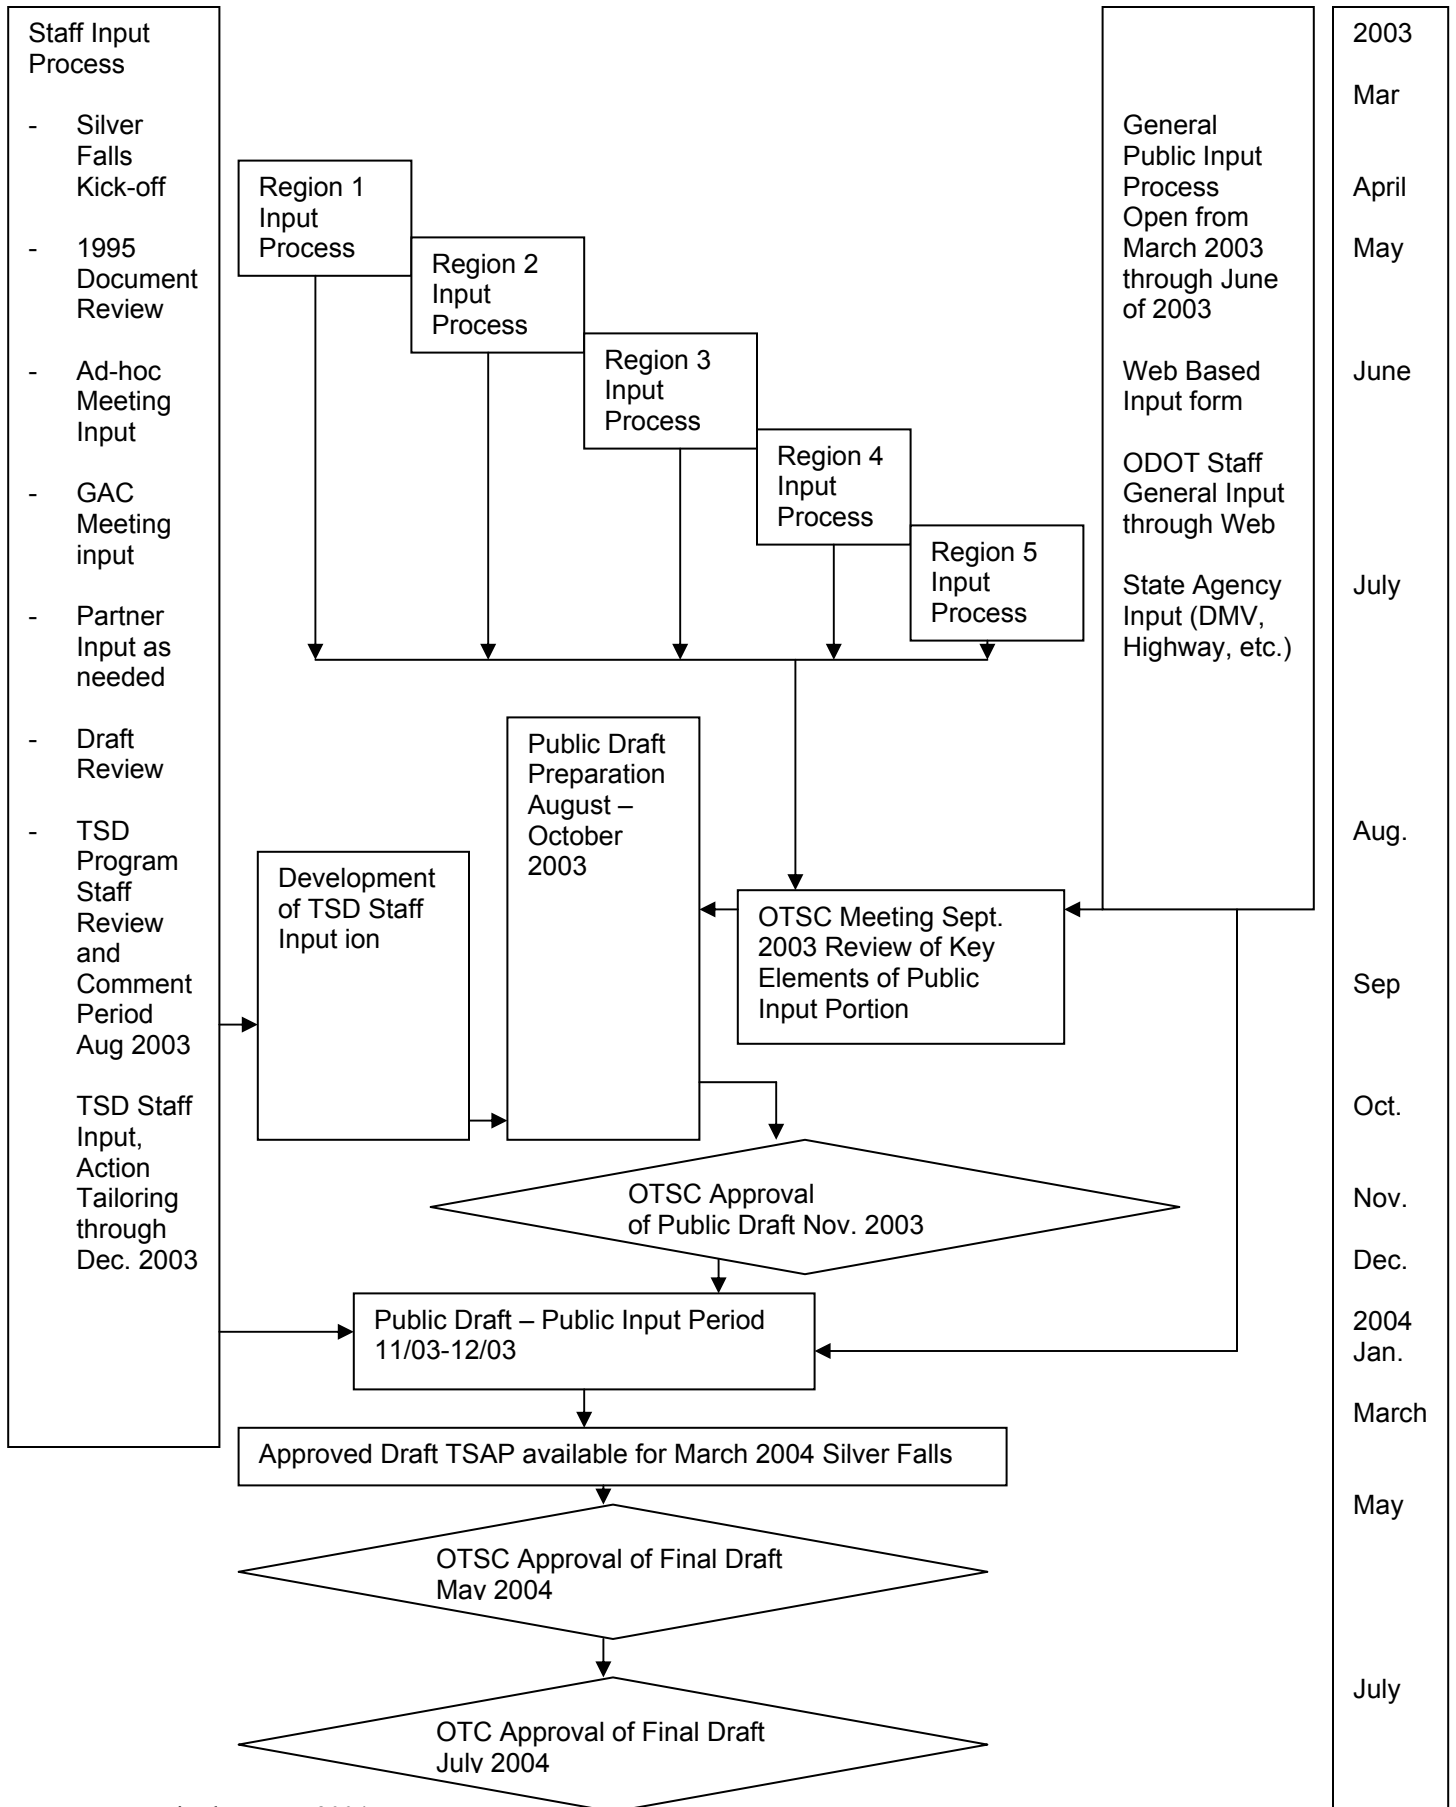 Staff Input
Process
- Silver
Falls
Kick-off
- 1995
Document
Review
- Ad-hoc
Meeting
Input
- GAC
Meeting
input
- Partner
Input as
needed
- Draft
Review
- TSD
Program
Staff
Review
and
Comment
Period
Aug 2003
TSD Staff
Input,
Action
Tailoring
through
Dec. 2003
Region 1
Input
Process
Region 2
Input
Process
Region 3
Input
Process
Region 4
Input
Process
Region 5
Input
Process
General
Public Input
Process
Open from
March 2003
through June
of 2003
Web Based
Input form
ODOT Staff
General Input
through Web
State Agency
Input (DMV,
Highway, etc.)
Public Draft
Preparation
August –
October
2003
Development
of TSD Staff
Input ion
OTSC Meeting Sept.
2003 Review of Key
Elements of Public
Input Portion
OTSC Approval
of Public Draft Nov. 2003
Public Draft – Public Input Period
11/03-12/03
Approved Draft TSAP available for March 2004 Silver Falls
OTSC Approval of Final Draft
May 2004
OTC Approval of Final Draft
July 2004
2003
Mar
April
May
June
July
Aug.
Sep
Oct.
Nov.
Dec.
2004
Jan.
March
May
July